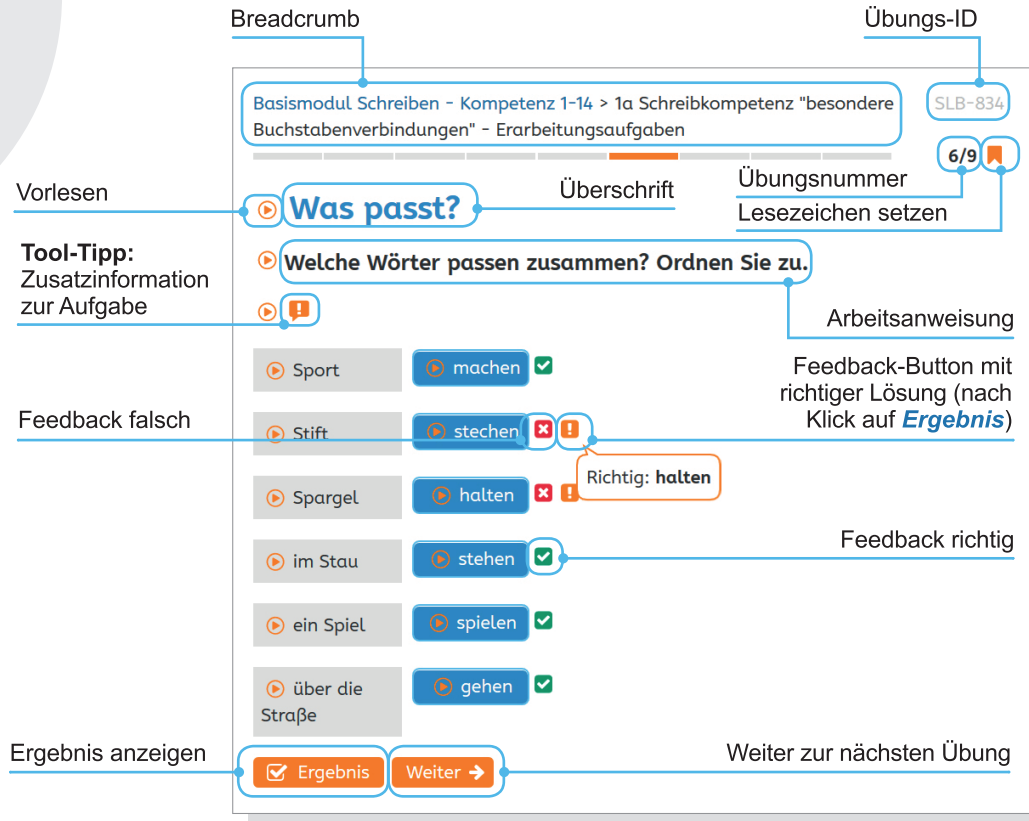 Breadcrumb
Übungs-ID
Basismodul Schreiben - Kompetenz 1-14 > 1a Schreibkompetenz "besondere
Buchstabenverbindungen" - Erarbeitungsaufgaben
SLB-834
6/9
Vorlesen
Was passt?
Überschrift
Übungsnummer
Lesezeichen setzen
Tool-Tipp:
Zusatzinformation
zur Aufgabe
Welche Wörter passen zusammen? Ordnen Sie zu.
Arbeitsanweisung
Sport
machen
Feedback-Button mit
richtiger Lösung (nach
Klick auf Ergebnis)
Feedback falsch
Stift
stechen
Richtig: halten
Spargel
halten
Feedback richtig
im Stau
stehen
ein Spiel
spielen
über die
Straße
gehen
Ergebnis anzeigen
Ergebnis
Weiter →
Weiter zur nächsten Übung